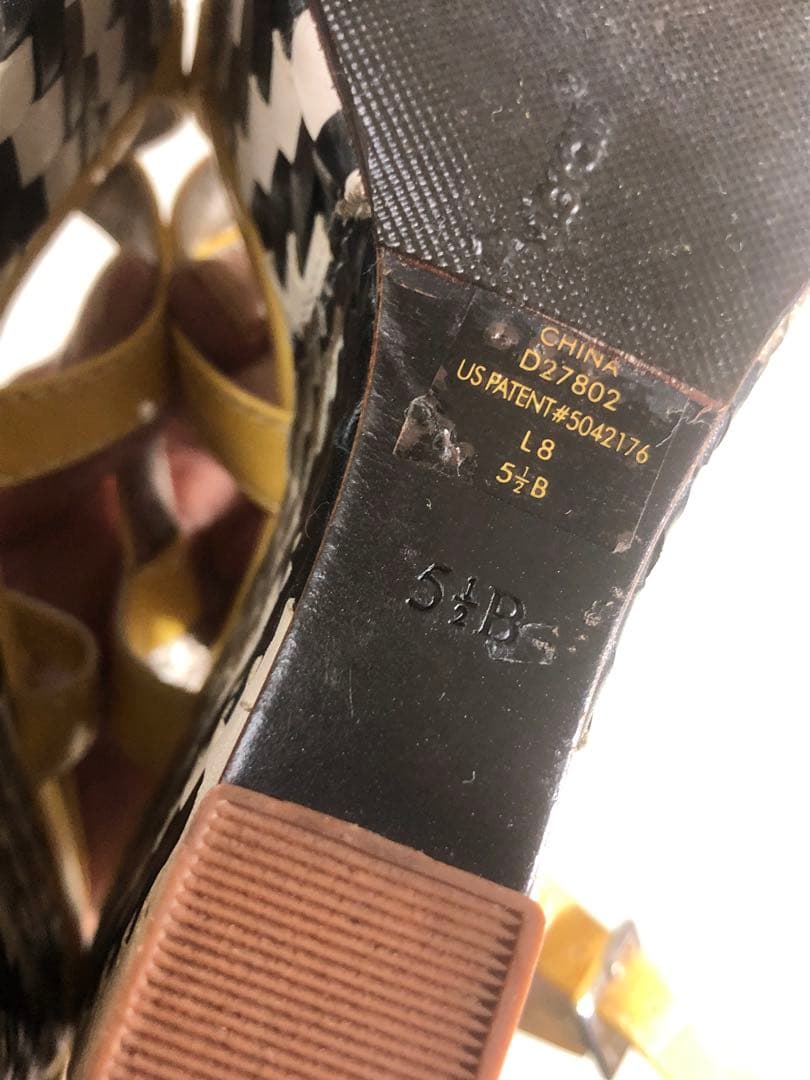 CHINA
D27802
US PATENT#5042176
L8
5½B
5½B